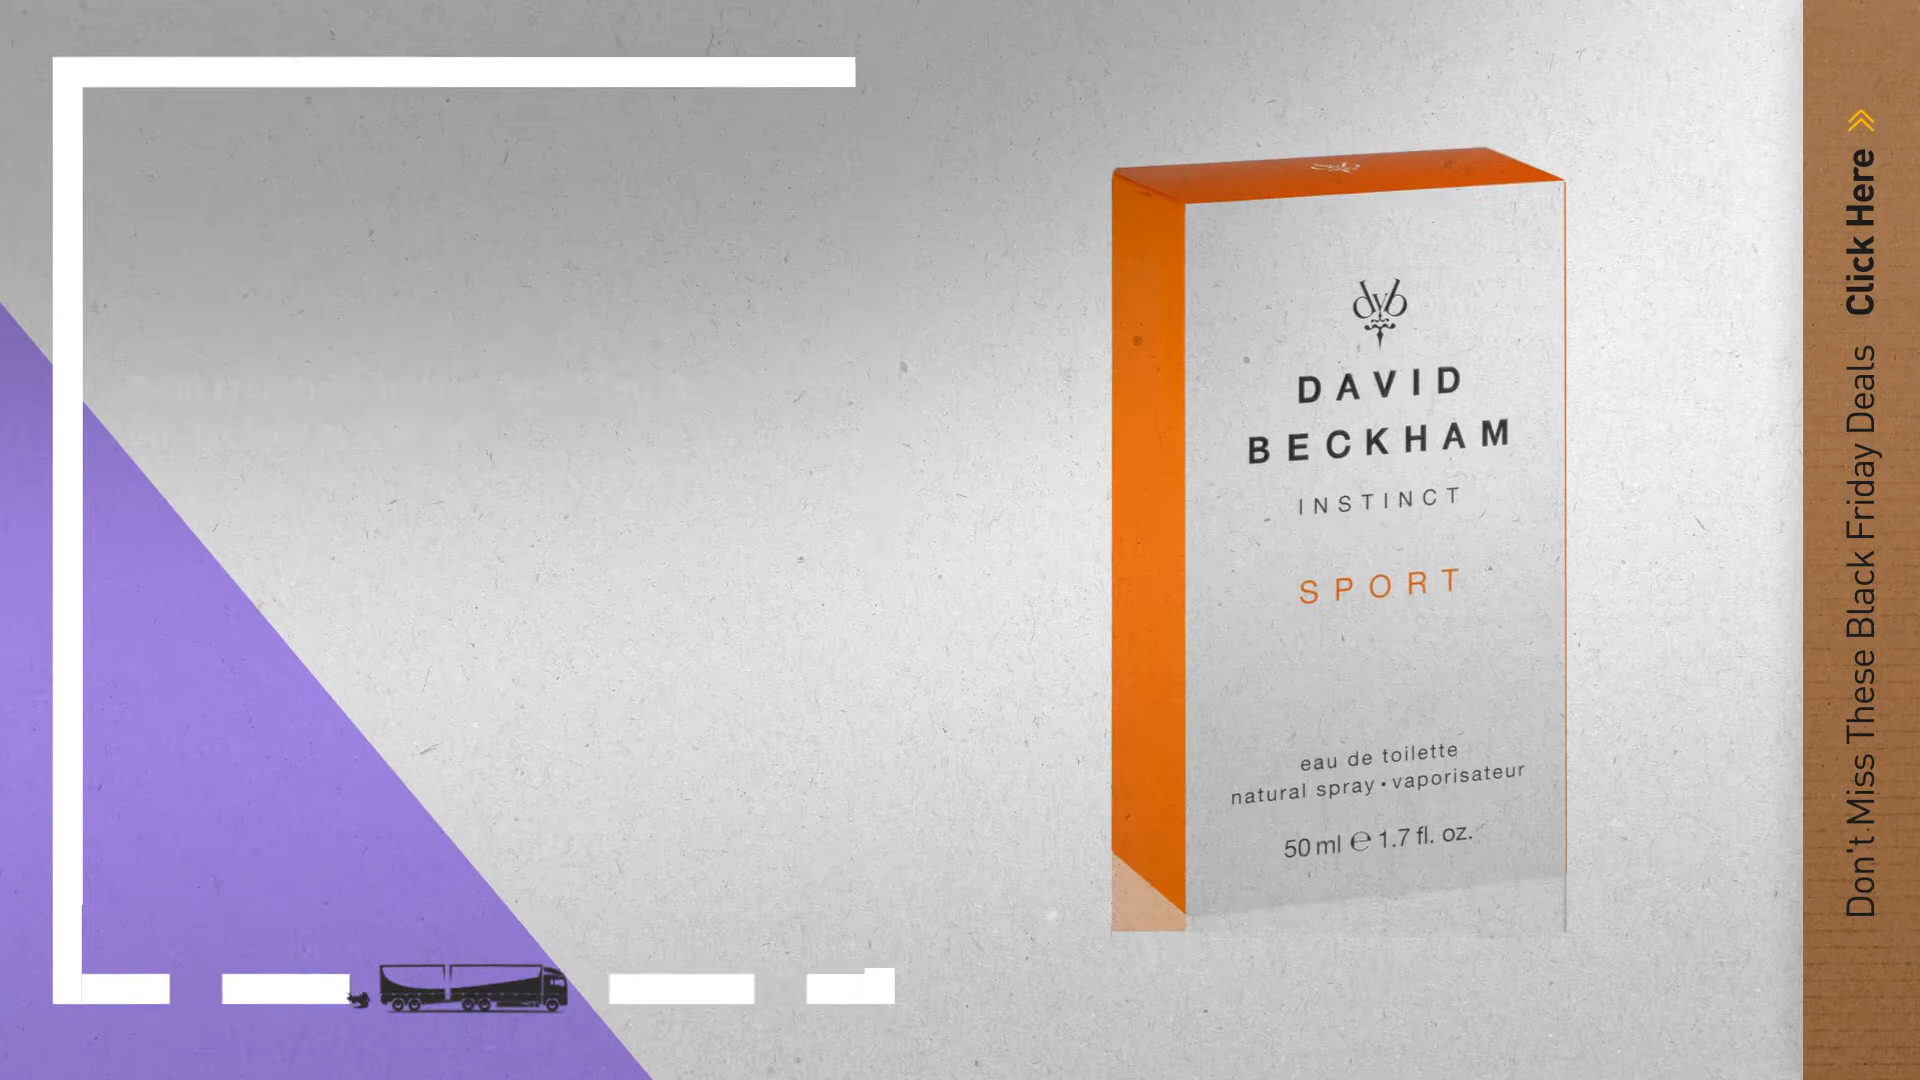 dvb
DAVID
BECKHAM
INSTINCT
SPORT
eau de toilette
natural spray • vaporisateur
50 ml ℮ 1.7 fl. oz.
Don't Miss These Black Friday Deals Click Here